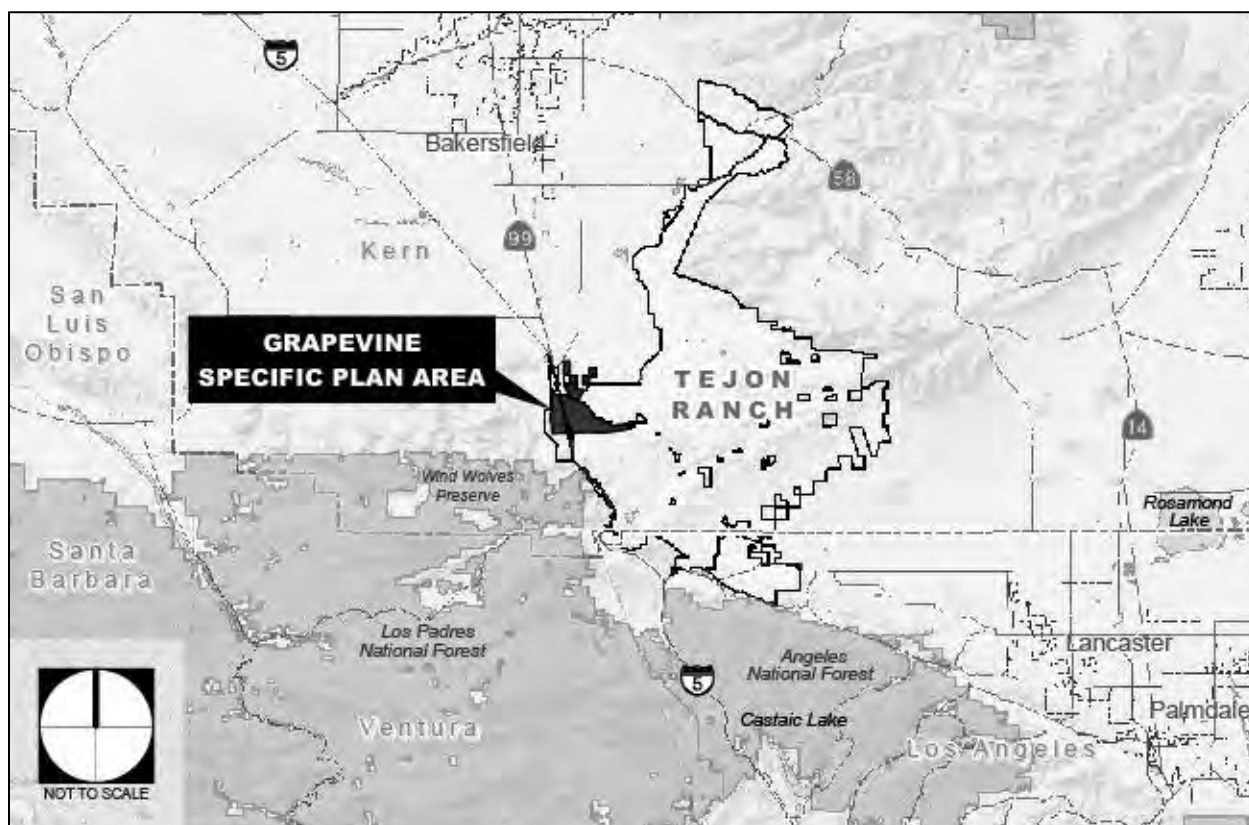 5
Bakersfield
58
99
Kern
San
Luis
Obispo
GRAPEVINE
SPECIFIC PLAN AREA
TEJON
RANCH
14
Wind Wolves
Preserve
Rosamond
Lake
Santa
Barbara
Los Padres
National Forest
Lancaster
Angeles
National Forest
5
Palmdale
Castaic Lake
Ventura
Los Angeles
NOT TO SCALE